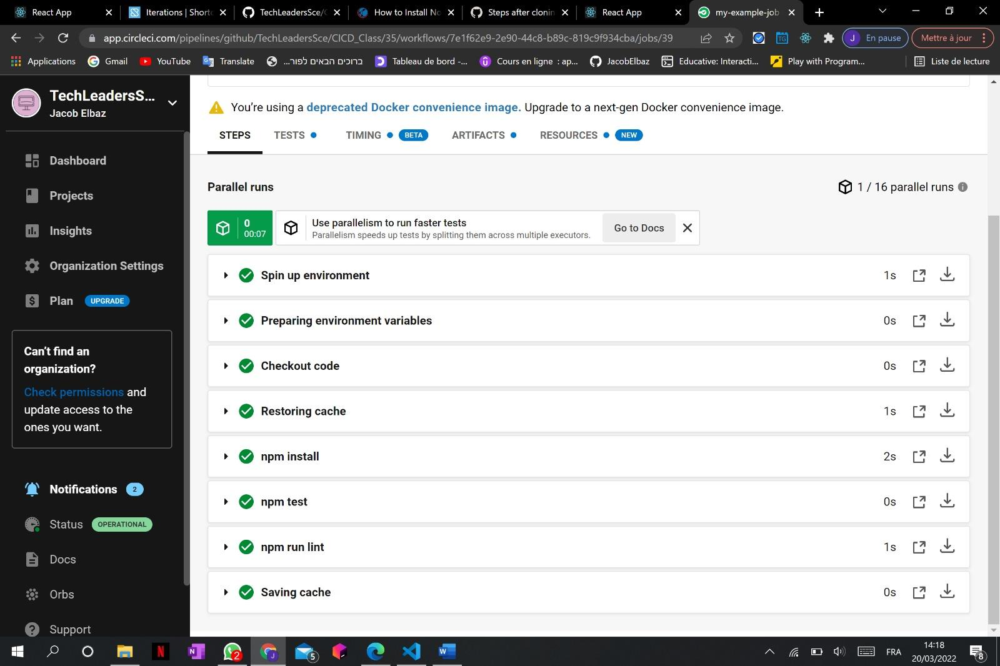 React App
Iterations | Shortc
TechLeadersSce/C
How to Install No
Steps after clonin
React App
my-example-job
app.circleci.com/pipelines/github/TechLeadersSce/CICD_Class/35/workflows/7e1f62e9-2e90-44c8-b89c-819c9f934cba/jobs/39
TG
J En pause
Mettre à jour
Applications
Gmail
YouTube
Translate
ברוכים הבאים לפור...
Tableau de bord -...
Cours en ligne : ap...
JacobElbaz
Educative: Interacti...
Play with Program...
Liste de lecture
TechLeadersS...
Jacob Elbaz
Dashboard
Projects
Insights
Organization Settings
Plan UPGRADE
Can’t find an
organization?
Check permissions and
update access to the
ones you want.
Notifications 2
Status OPERATIONAL
Docs
Orbs
Support
You’re using a deprecated Docker convenience image. Upgrade to a next-gen Docker convenience image.
STEPS TESTS TIMING BETA ARTIFACTS RESOURCES NEW
Parallel runs
1 / 16 parallel runs
0
00:07
Use parallelism to run faster tests
Parallelism speeds up tests by splitting them across multiple executors.
Go to Docs
Spin up environment 1s
Preparing environment variables 0s
Checkout code 0s
Restoring cache 1s
npm install 2s
npm test 0s
npm run lint 1s
Saving cache 0s
N
N
2
J
5
W
FRA
14:18
20/03/2022
8